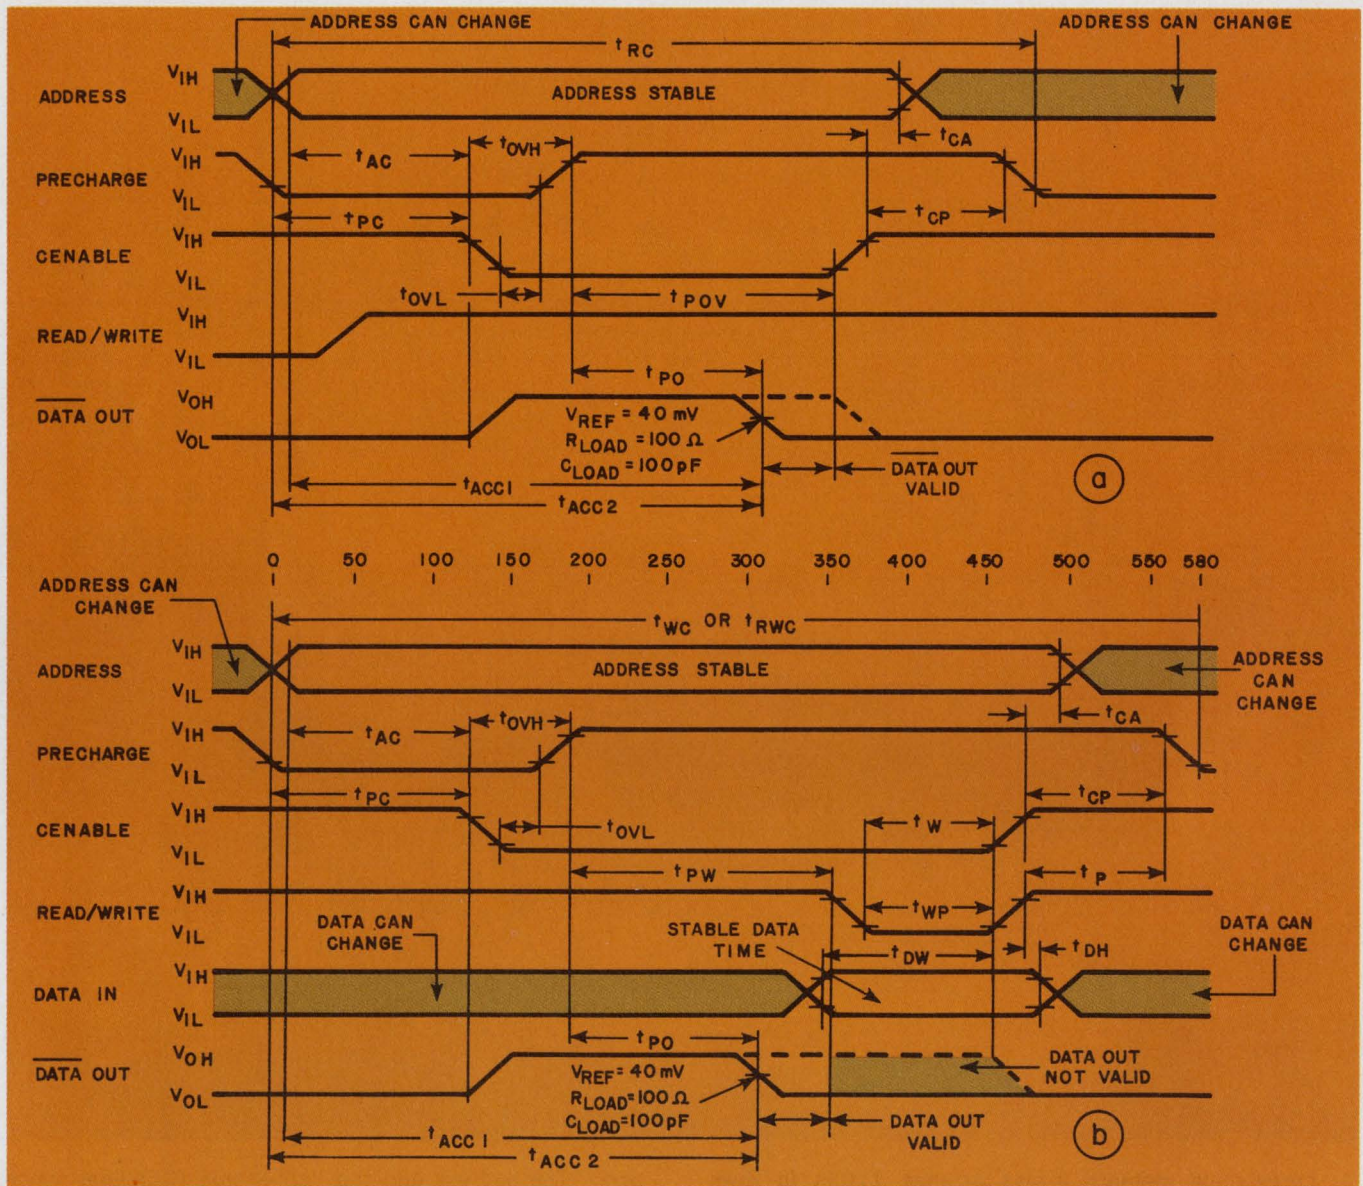 ADDRESS CAN CHANGE
ADDRESS CAN CHANGE
tRC
VIH
ADDRESS
ADDRESS STABLE
VIL
tCA
VIH
tAC
tOVH
PRECHARGE
VIL
tPC
tCP
VIH
CENABLE
VIL
tOVL
tPOV
VIH
READ/WRITE
VIL
tPO
VOH
DATA OUT
VREF = 40 mV
VOL
RLOAD = 100 Ω
CLOAD = 100 pF
DATA OUT
VALID
a
tACC1
tACC2
0 50 100 150 200 250 300 350 400 450 500 550 580
ADDRESS CAN
CHANGE
tWC OR tRWC
VIH
ADDRESS
ADDRESS STABLE
VIL
ADDRESS
CAN
CHANGE
tCA
VIH
tAC
tOVH
PRECHARGE
VIL
tPC
tCP
VIH
CENABLE
tOVL
tW
VIL
tPW
tP
VIH
READ/WRITE
tWP
VIL
DATA CAN
CHANGE
STABLE DATA
TIME
tDW
tDH
DATA CAN
CHANGE
VIH
DATA IN
VIL
tPO
VOH
DATA OUT
VREF = 40 mV
VOL
RLOAD = 100 Ω
CLOAD = 100 pF
DATA OUT
NOT VALID
DATA OUT
VALID
b
tACC1
tACC2